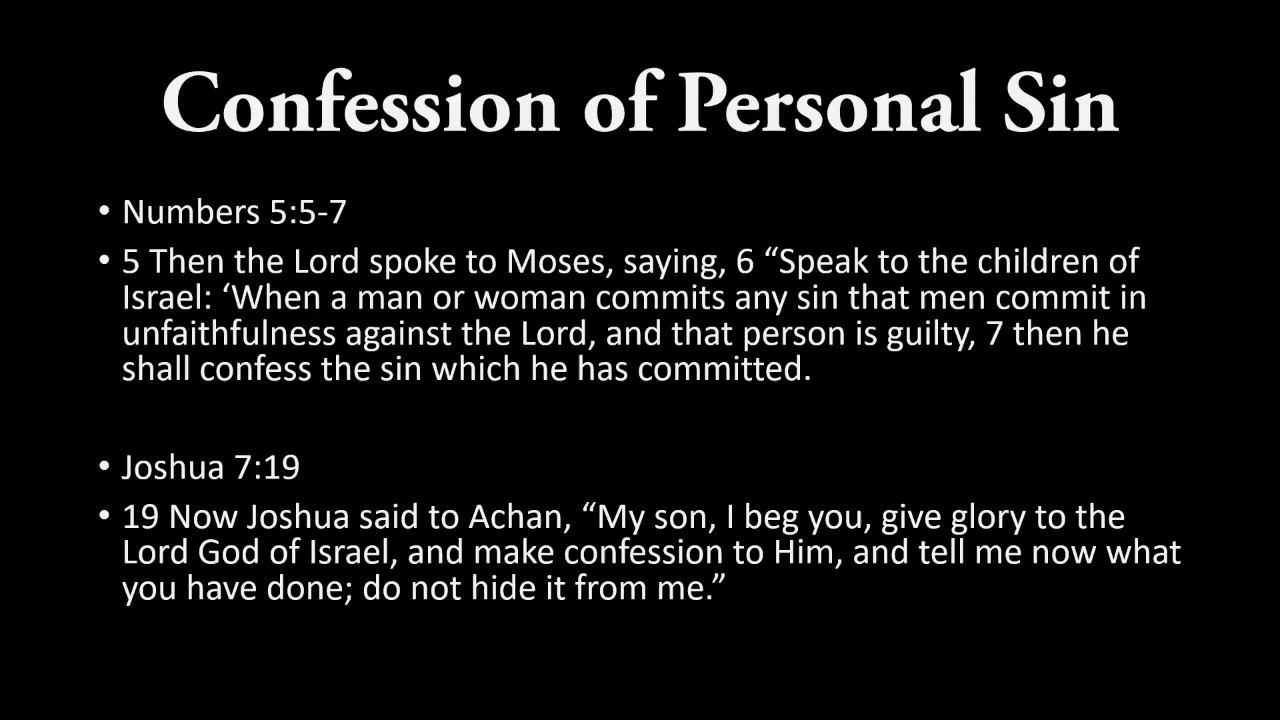 Confession of Personal Sin
• Numbers 5:5-7
• 5 Then the Lord spoke to Moses, saying, 6 “Speak to the children of
Israel: ‘When a man or woman commits any sin that men commit in
unfaithfulness against the Lord, and that person is guilty, 7 then he
shall confess the sin which he has committed.
• Joshua 7:19
• 19 Now Joshua said to Achan, “My son, I beg you, give glory to the
Lord God of Israel, and make confession to Him, and tell me now what
you have done; do not hide it from me.”